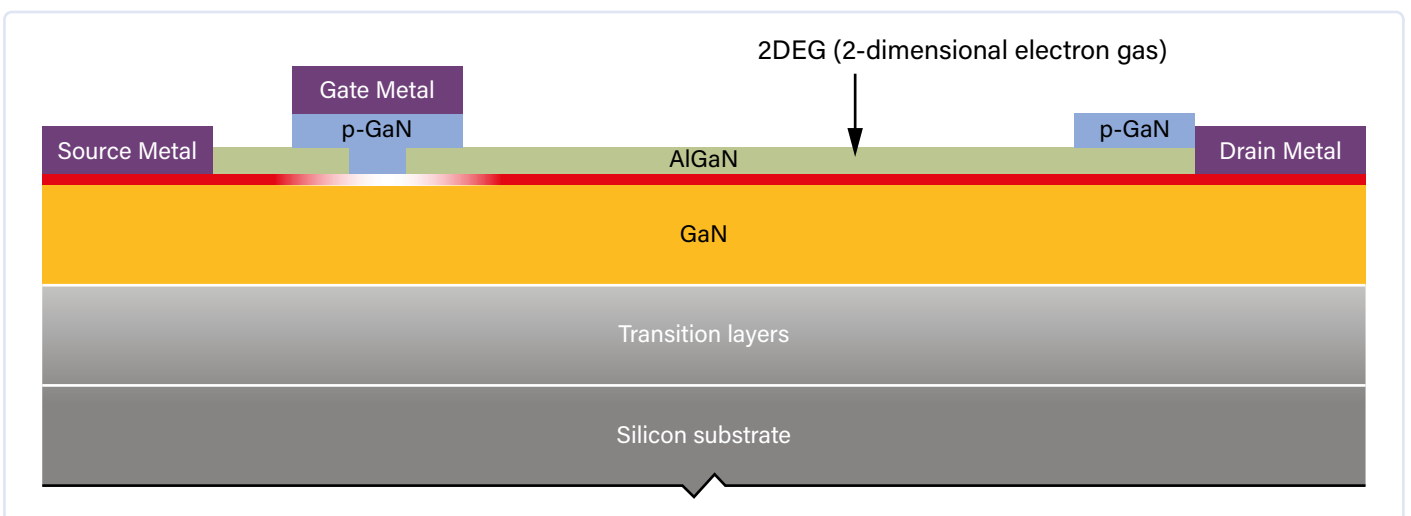 2DEG (2-dimensional electron gas)
Gate Metal
p-GaN
p-GaN
Source Metal
AlGaN
Drain Metal
GaN
Transition layers
Silicon substrate